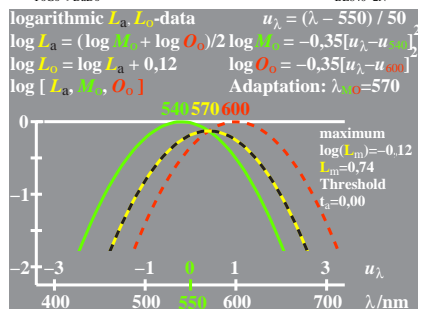 logarithmic La, Lo-data uλ = (λ − 550) / 50
log La = (log Mo + log Oo)/2 log Mo = −0,35[uλ−u540]²
log Lo = log La + 0,12 log Oo = −0,35[uλ−u600]²
log [ La, Mo, Oo ] Adaptation: λMO=570
540 570 600
0
maximum
log(Lm)=−0,12
Lm=0,74
Threshold
ta=0,00
−1
−2 −3 −1 0 1 3 uλ
400 500 550 600 700 λ/nm